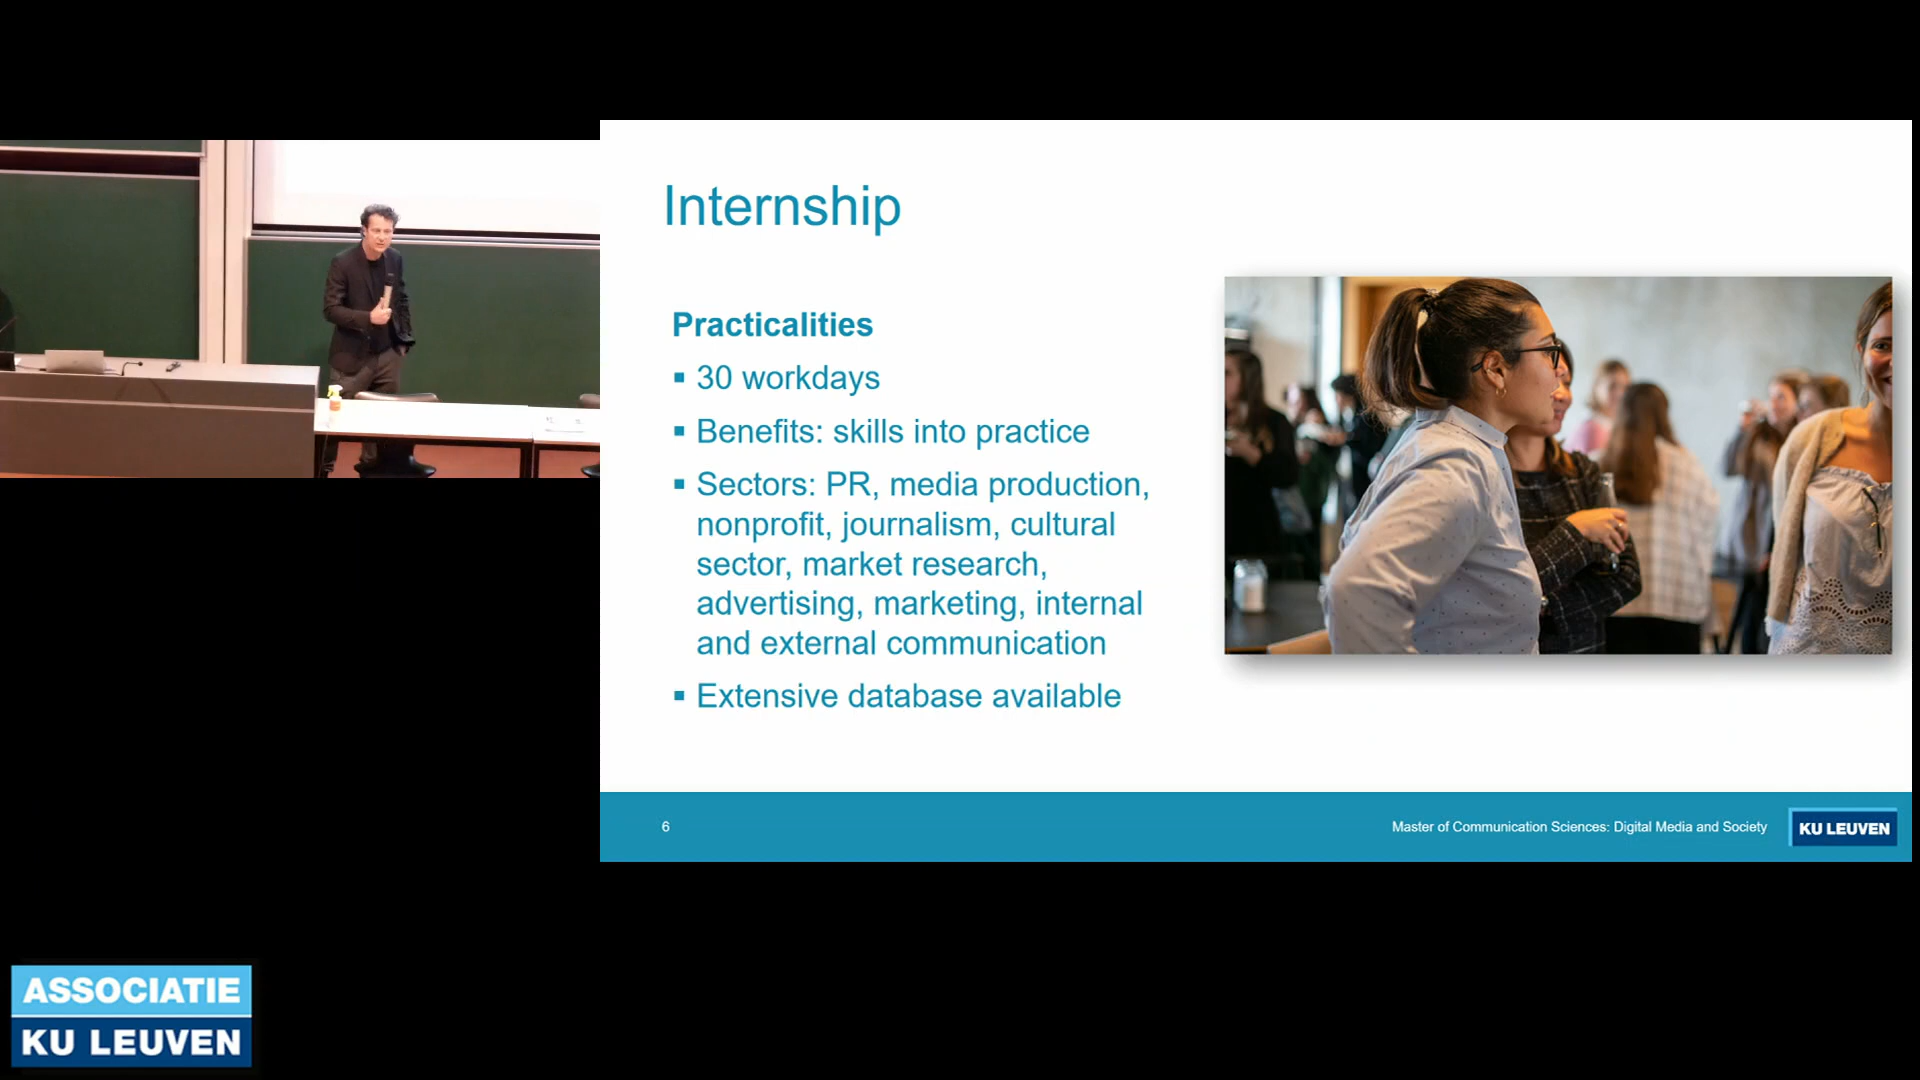 Internship
Practicalities
▪ 30 workdays
▪ Benefits: skills into practice
▪ Sectors: PR, media production,
nonprofit, journalism, cultural
sector, market research,
advertising, marketing, internal
and external communication
▪ Extensive database available
6
Master of Communication Sciences: Digital Media and Society
KU LEUVEN
ASSOCIATIE
KU LEUVEN